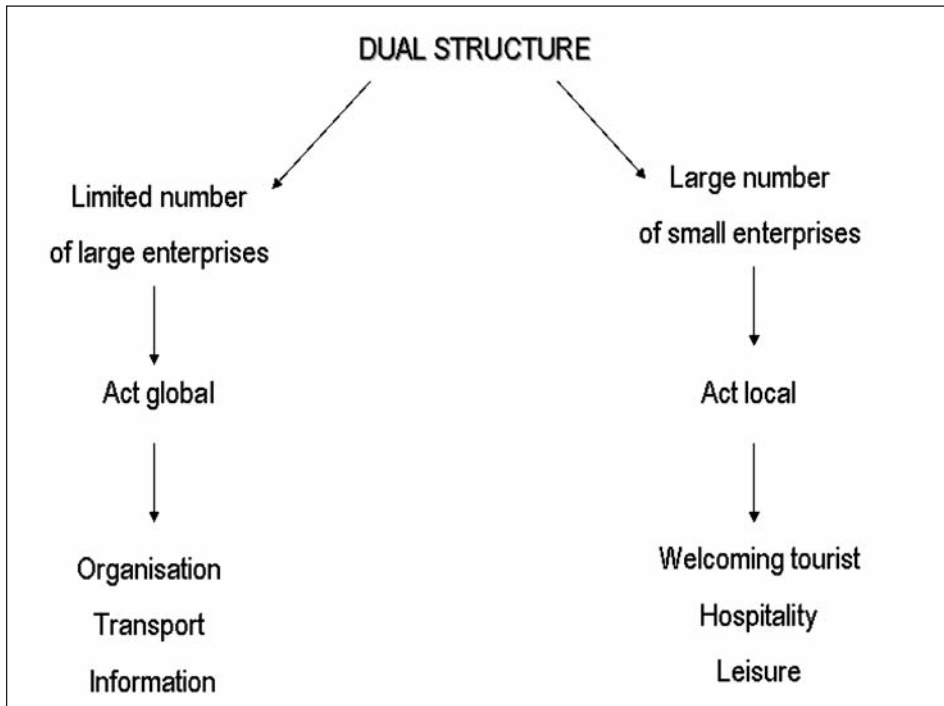 DUAL STRUCTURE
Limited number
of large enterprises
Act global
Organisation
Transport
Information
Large number
of small enterprises
Act local
Welcoming tourist
Hospitality
Leisure